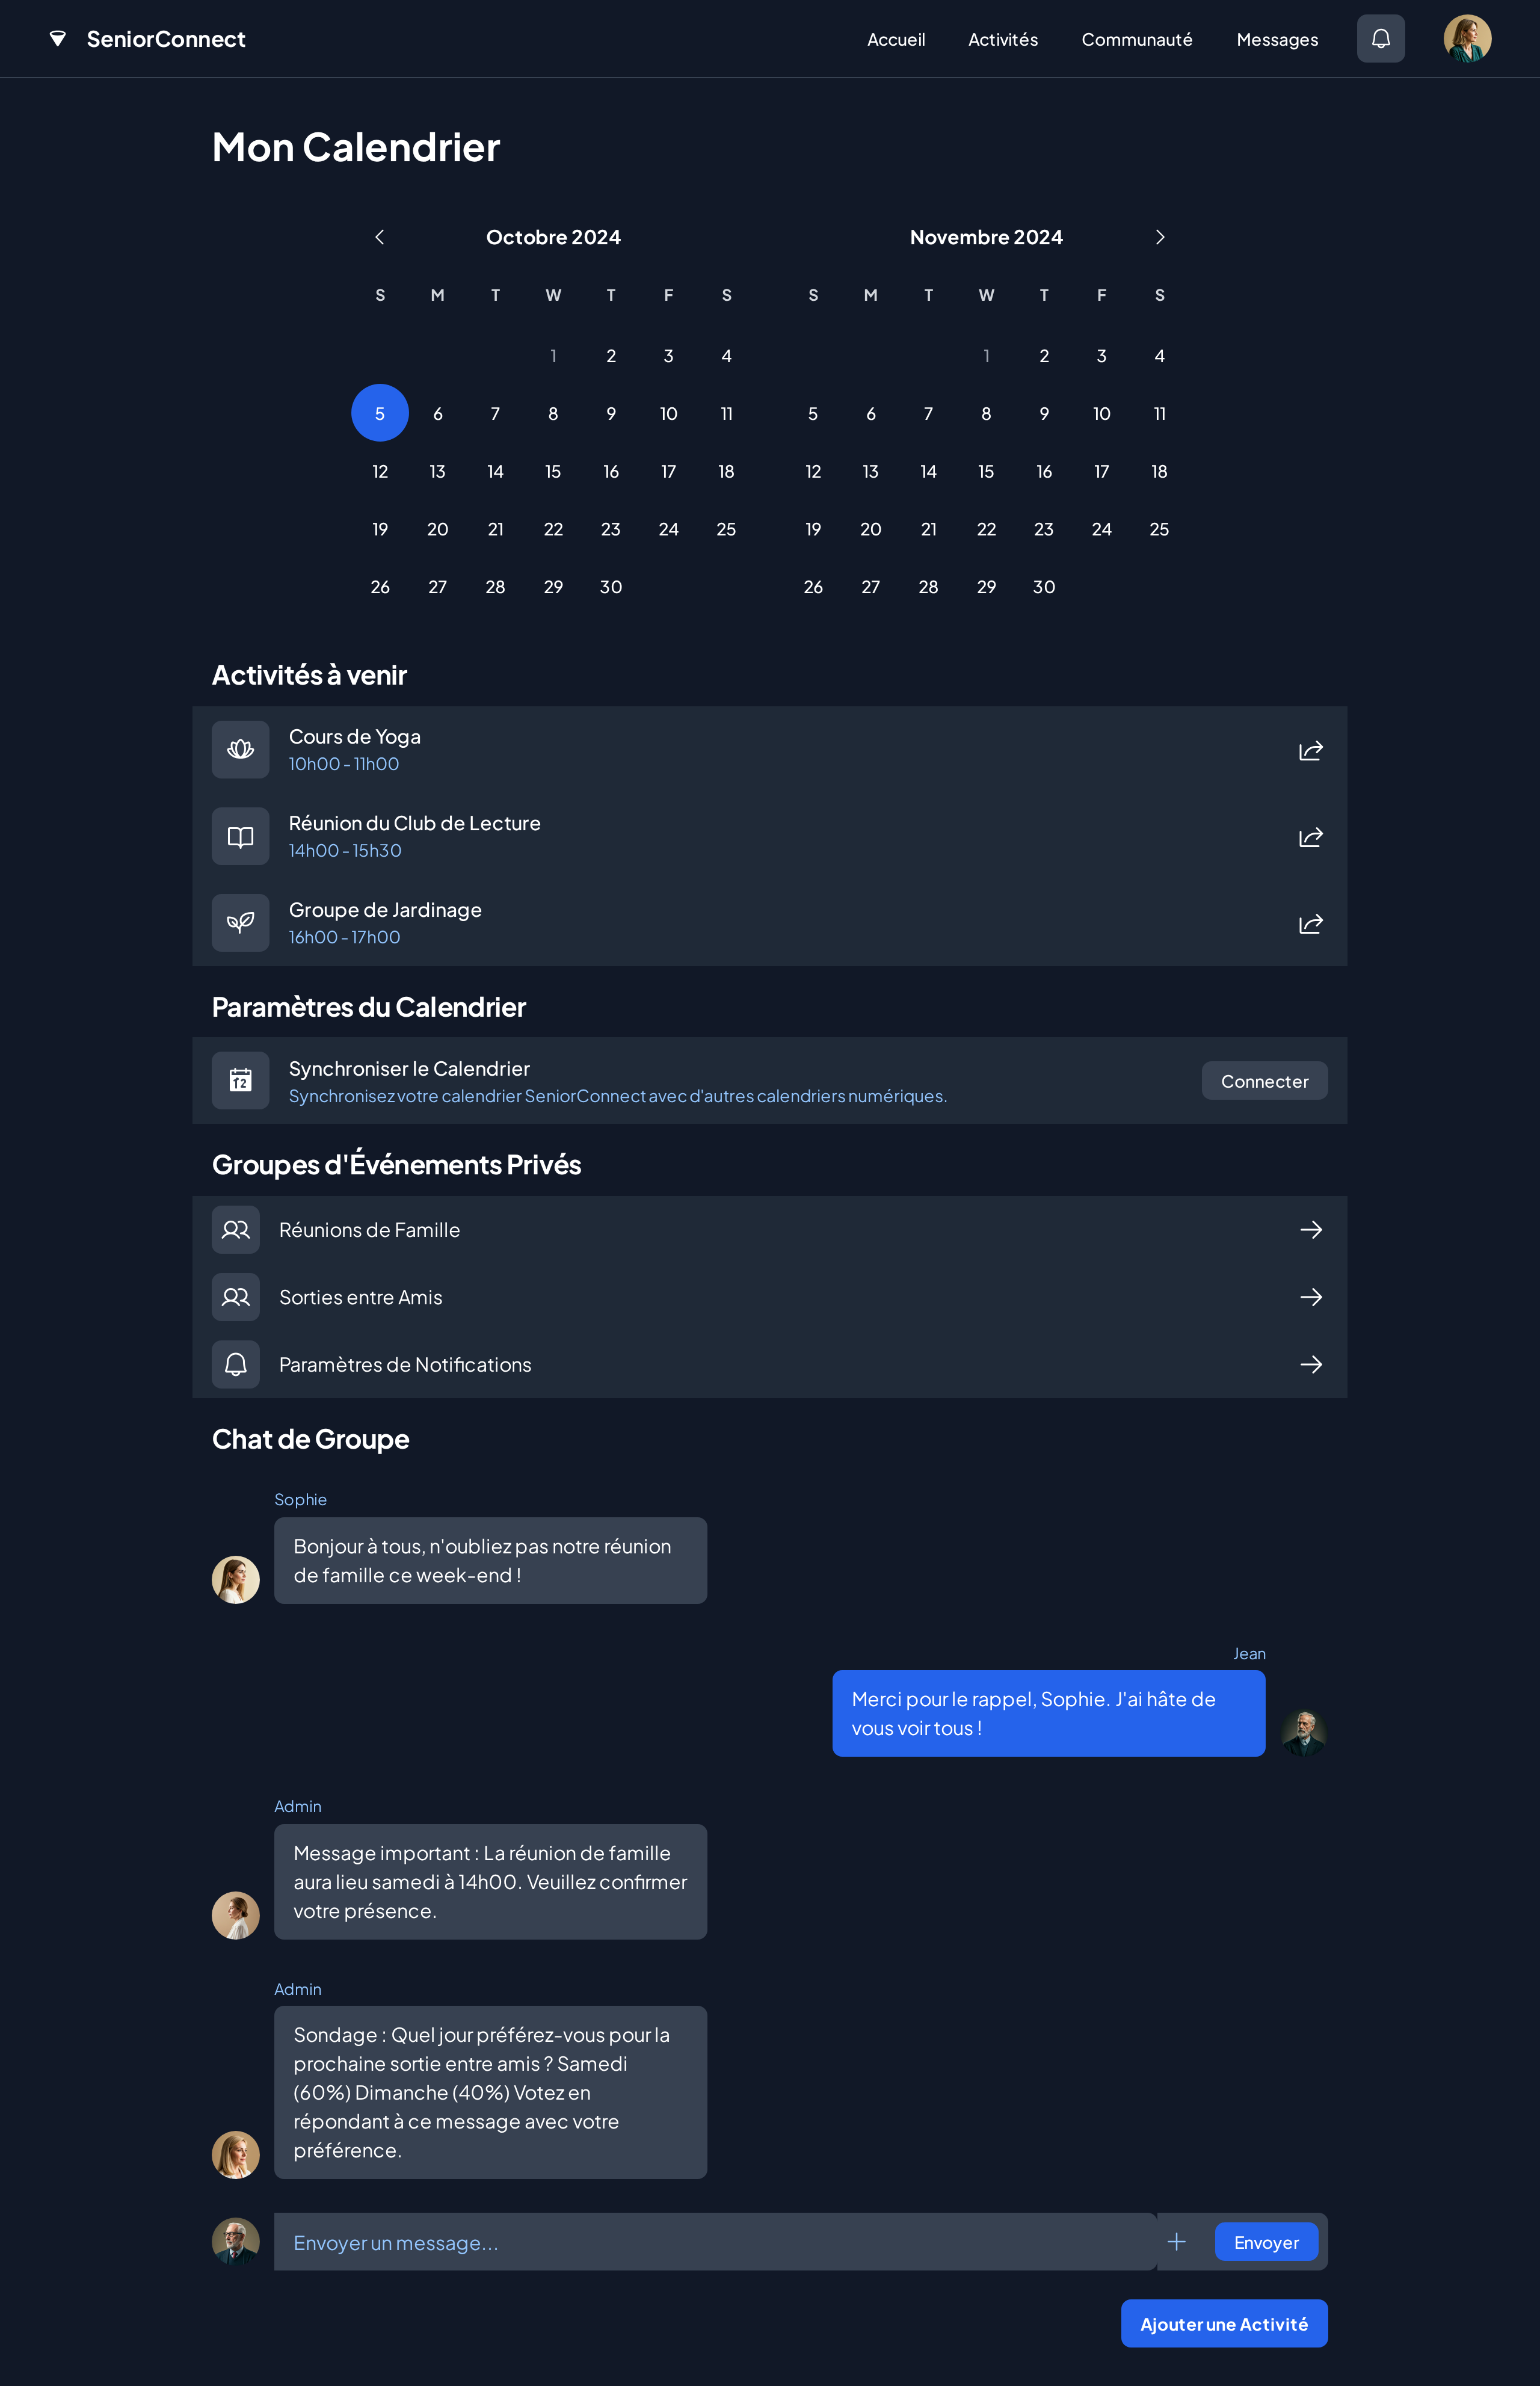 SeniorConnect
Accueil Activités Communauté Messages
Mon Calendrier
Octobre 2024
S M T W T F S
1 2 3 4
5 6 7 8 9 10 11
12 13 14 15 16 17 18
19 20 21 22 23 24 25
26 27 28 29 30
Novembre 2024
S M T W T F S
1 2 3 4
5 6 7 8 9 10 11
12 13 14 15 16 17 18
19 20 21 22 23 24 25
26 27 28 29 30
Activités à venir
Cours de Yoga
10h00 - 11h00
Réunion du Club de Lecture
14h00 - 15h30
Groupe de Jardinage
16h00 - 17h00
Paramètres du Calendrier
12
Synchroniser le Calendrier
Synchronisez votre calendrier SeniorConnect avec d'autres calendriers numériques.
Connecter
Groupes d'Événements Privés
Réunions de Famille
Sorties entre Amis
Paramètres de Notifications
Chat de Groupe
Sophie
Bonjour à tous, n'oubliez pas notre réunion
de famille ce week-end !
Jean
Merci pour le rappel, Sophie. J'ai hâte de
vous voir tous !
Admin
Message important : La réunion de famille
aura lieu samedi à 14h00. Veuillez confirmer
votre présence.
Admin
Sondage : Quel jour préférez-vous pour la
prochaine sortie entre amis ? Samedi
(60%) Dimanche (40%) Votez en
répondant à ce message avec votre
préférence.
Envoyer un message...
Envoyer
Ajouter une Activité